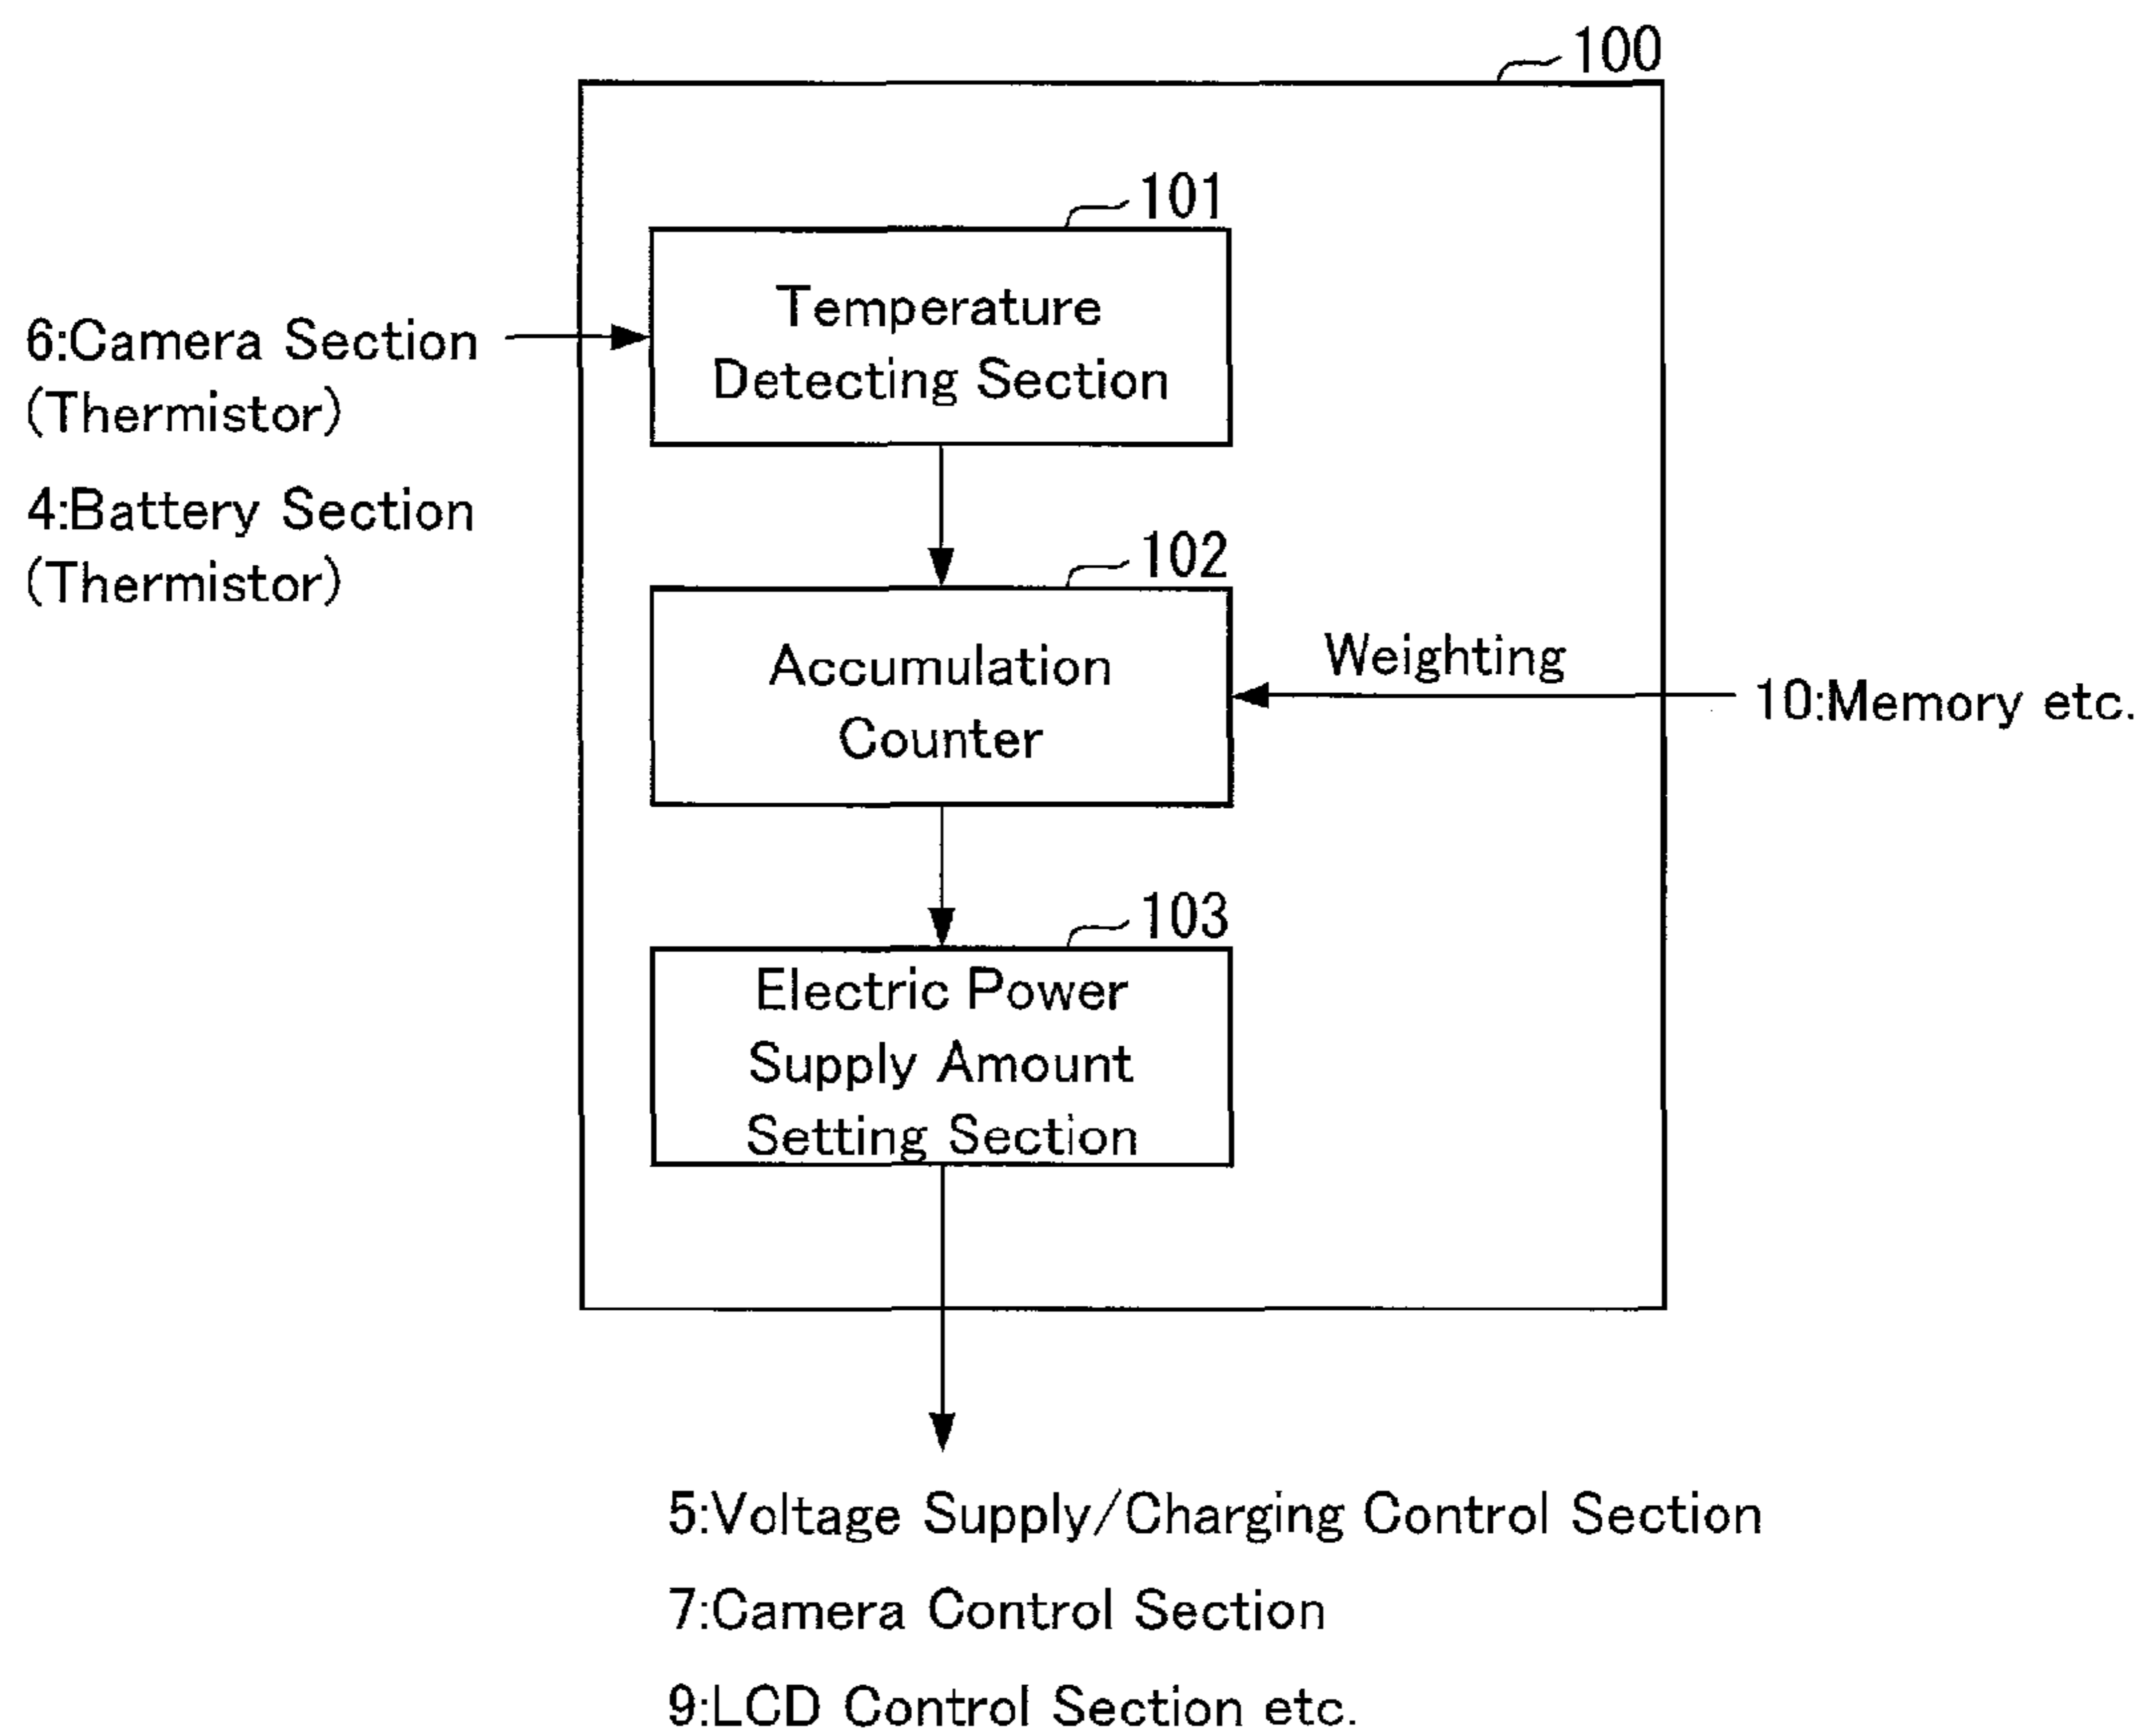 100
101
Temperature
Detecting Section
6:Camera Section
(Thermistor)
4:Battery Section
(Thermistor)
102
Accumulation
Counter
Weighting
10:Memory etc.
103
Electric Power
Supply Amount
Setting Section
5:Voltage Supply/Charging Control Section
7:Camera Control Section
9:LCD Control Section etc.